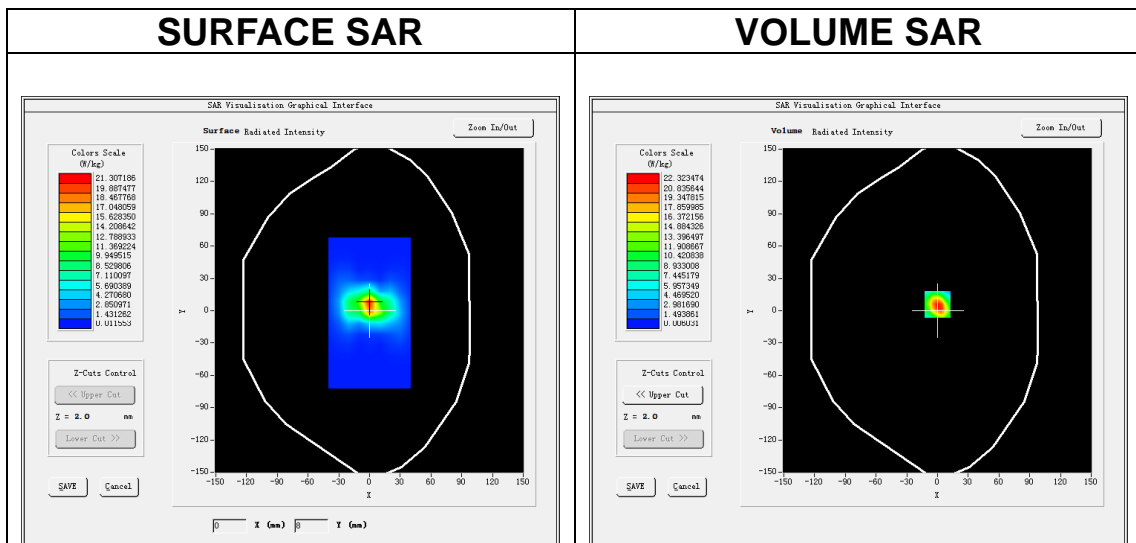 SURFACE SAR
VOLUME SAR
SAR Visualisation Graphical Interface
Surface Radiated Intensity
Zoom In/Out
Colors Scale
(W/kg)
21.307186
19.887477
18.467768
17.048059
15.628350
14.208642
12.788933
11.369224
9.949515
8.529806
7.110097
5.690389
4.270680
2.850971
1.431262
0.011553
Z-Cuts Control
<< Upper Cut
Z = 2.0 mm
Lower Cut >>
SAVE
Cancel
150
120
90
60
30
0
-30
-60
-90
-120
-150
Y
-150 -120 -90 -60 -30 0 30 60 90 120 150
X
0 X (mm) 8 Y (mm)
SAR Visualisation Graphical Interface
Volume Radiated Intensity
Zoom In/Out
Colors Scale
(W/kg)
22.323474
20.835644
19.347815
17.859985
16.372156
14.884326
13.396497
11.908667
10.420838
8.933008
7.445179
5.957349
4.469520
2.981690
1.493861
0.006031
Z-Cuts Control
<< Upper Cut
Z = 2.0 mm
Lower Cut >>
SAVE
Cancel
150
120
90
60
30
0
-30
-60
-90
-120
-150
Y
-150 -120 -90 -60 -30 0 30 60 90 120 150
X